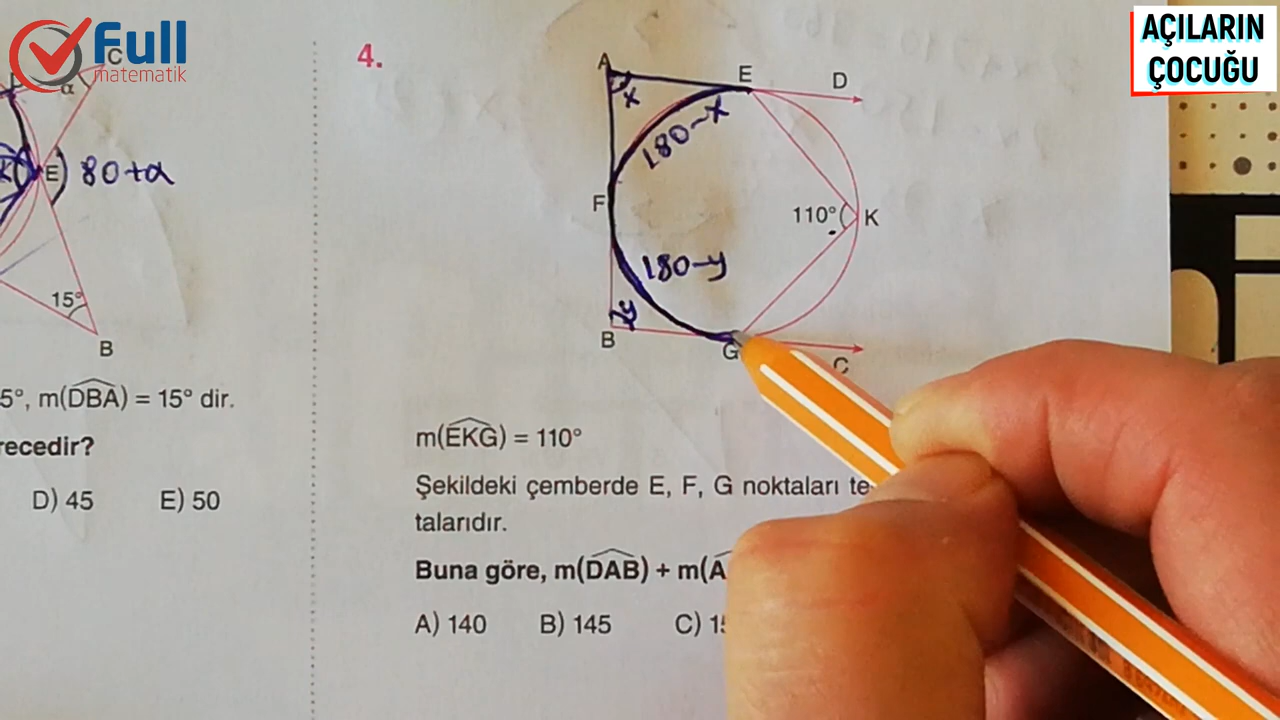 Full
matematik
AÇILARIN
ÇOCUĞU
C
α
E
80+α
15°
B
5°, m(DBA) = 15° dir.
recedir?
D) 45 E) 50
4.
A
E
D
x
180-x
F
110°
K
180-y
y
B
G
C
m(EKG) = 110°
Şekildeki çemberde E, F, G noktaları te
talarıdır.
Buna göre, m(DAB) + m(A
A) 140 B) 145 C) 1